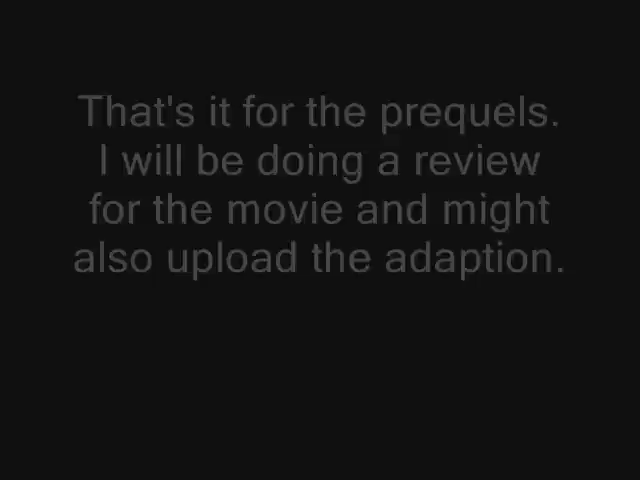 That's it for the prequels.
I will be doing a review
for the movie and might
also upload the adaption.